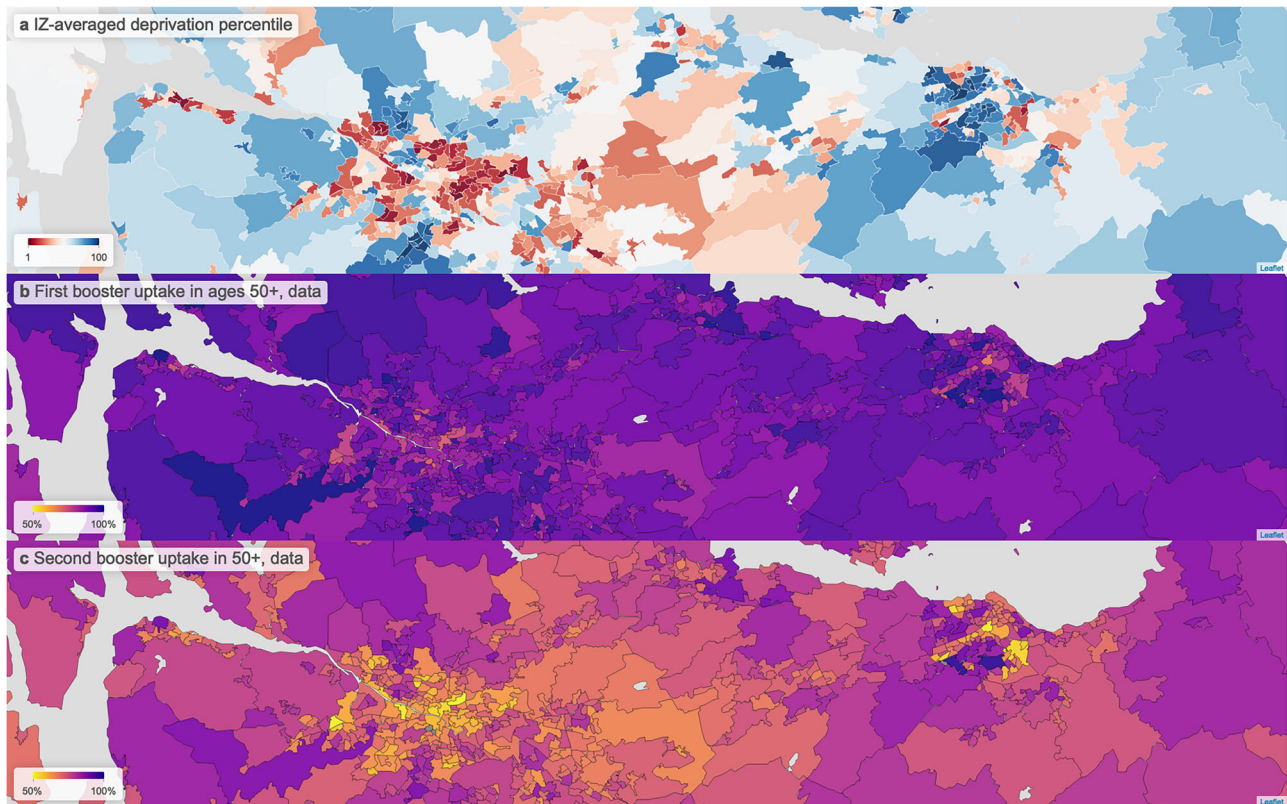 a IZ-averaged deprivation percentile
1 100
Leaflet
b First booster uptake in ages 50+, data
50% 100%
Leaflet
c Second booster uptake in 50+, data
50% 100%
Leaflet